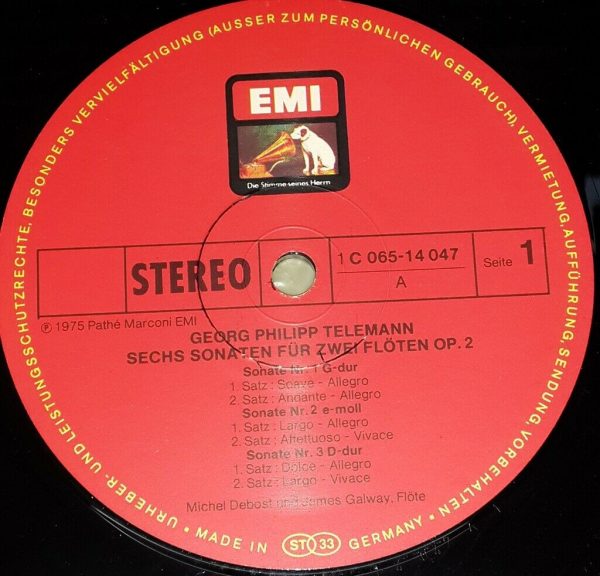 URHEBER- UND LEISTUNGSSCHUTZRECHTE, BESONDERS VERVIELFÄLTIGUNG (AUSSER ZUM PERSÖNLICHEN GEBRAUCH), VERMIETUNG, AUFFÜHRUNG, SENDUNG, VORBEHALTEN •
EMI
Die Stimme seines Herrn
STEREO
1 C 065-14 047
A
Seite 1
℗ 1975 Pathé Marconi EMI
GEORG PHILIPP TELEMANN
SECHS SONATEN FÜR ZWEI FLÖTEN OP. 2
Sonate Nr. 1 G-dur
1. Satz: Soave - Allegro
2. Satz: Andante - Allegro
Sonate Nr. 2 e-moll
1. Satz: Largo - Allegro
2. Satz: Affettuoso - Vivace
Sonate Nr. 3 D-dur
1. Satz: Dolce - Allegro
2. Satz: Largo - Vivace
Michel Debost und James Galway, Flöte
• MADE IN ST 33 GERMANY •